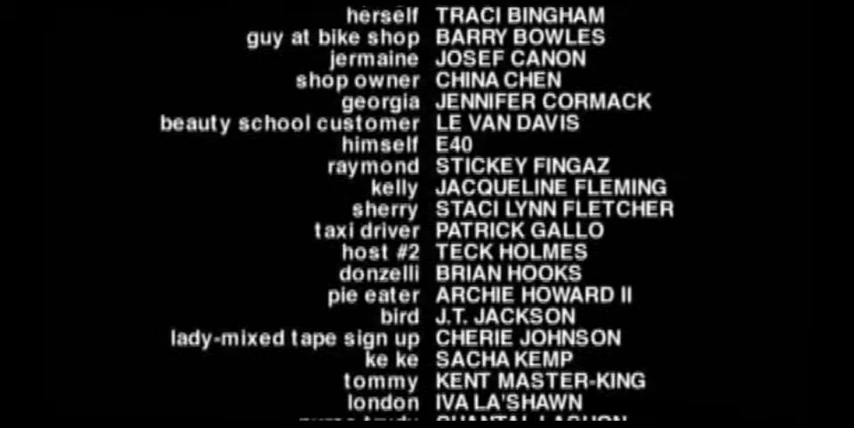 herself TRACI BINGHAM
guy at bike shop BARRY BOWLES
jermaine JOSEF CANON
shop owner CHINA CHEN
georgia JENNIFER CORMACK
beauty school customer LE VAN DAVIS
himself E40
raymond STICKEY FINGAZ
kelly JACQUELINE FLEMING
sherry STACI LYNN FLETCHER
taxi driver PATRICK GALLO
host #2 TECK HOLMES
donzelli BRIAN HOOKS
pie eater ARCHIE HOWARD II
bird J.T. JACKSON
lady-mixed tape sign up CHERIE JOHNSON
ke ke SACHA KEMP
tommy KENT MASTER-KING
london IVA LA'SHAWN